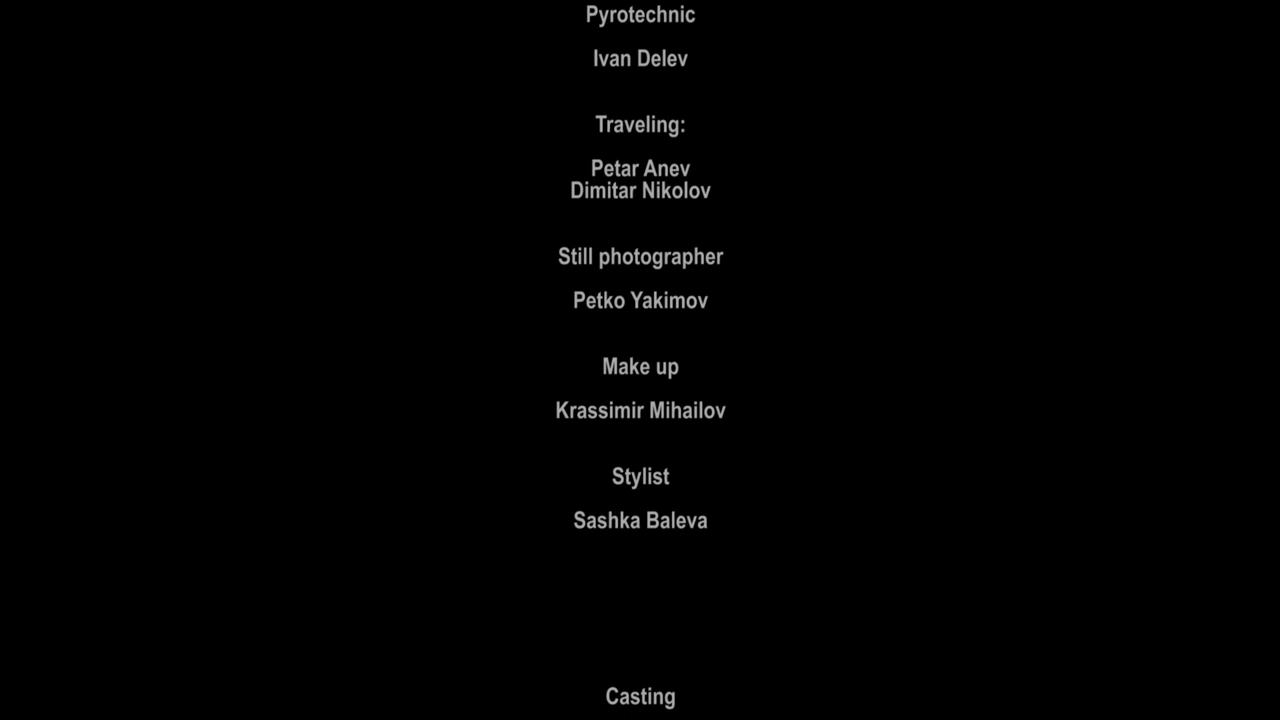 Pyrotechnic
Ivan Delev
Traveling:
Petar Anev
Dimitar Nikolov
Still photographer
Petko Yakimov
Make up
Krassimir Mihailov
Stylist
Sashka Baleva
Casting